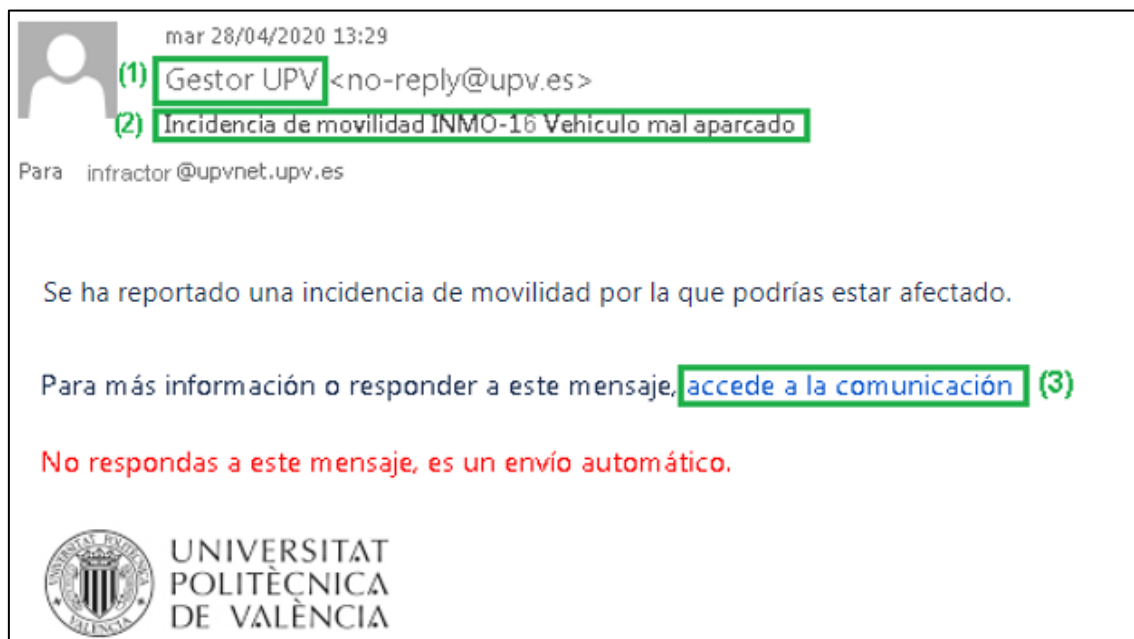 mar 28/04/2020 13:29
(1) Gestor UPV <no-reply@upv.es>
(2) Incidencia de movilidad INMO-16 Vehiculo mal aparcado
Para infractor @upvnet.upv.es
Se ha reportado una incidencia de movilidad por la que podrías estar afectado.
Para más información o responder a este mensaje, accede a la comunicación (3)
No respondas a este mensaje, es un envío automático.
UNIVERSITAT
POLITÈCNICA
DE VALÈNCIA